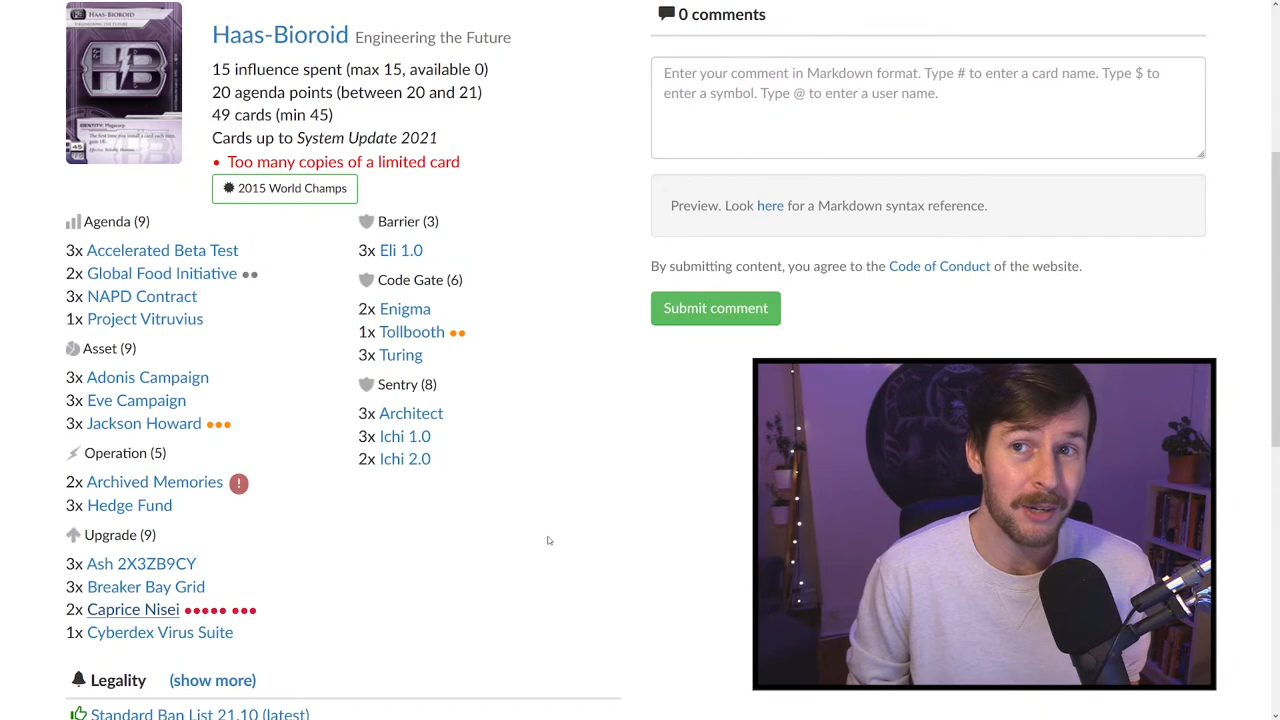 HAAS-BIOROID
ENGINEERING THE FUTURE
IDENTITY: Megacorp
45
Haas-Bioroid Engineering the Future
15 influence spent (max 15, available 0)
20 agenda points (between 20 and 21)
49 cards (min 45)
Cards up to System Update 2021
• Too many copies of a limited card
2015 World Champs
Agenda (9)
3x Accelerated Beta Test
2x Global Food Initiative ●●
3x NAPD Contract
1x Project Vitruvius
Asset (9)
3x Adonis Campaign
3x Eve Campaign
3x Jackson Howard ●●●
Operation (5)
2x Archived Memories !
3x Hedge Fund
Upgrade (9)
3x Ash 2X3ZB9CY
3x Breaker Bay Grid
2x Caprice Nisei ●●●●● ●●●
1x Cyberdex Virus Suite
Barrier (3)
3x Eli 1.0
Code Gate (6)
2x Enigma
1x Tollbooth ●●
3x Turing
Sentry (8)
3x Architect
3x Ichi 1.0
2x Ichi 2.0
Legality (show more)
Standard Ban List 21.10 (latest)
0 comments
Enter your comment in Markdown format. Type # to enter a card name. Type $ to
enter a symbol. Type @ to enter a user name.
Preview. Look here for a Markdown syntax reference.
By submitting content, you agree to the Code of Conduct of the website.
Submit comment